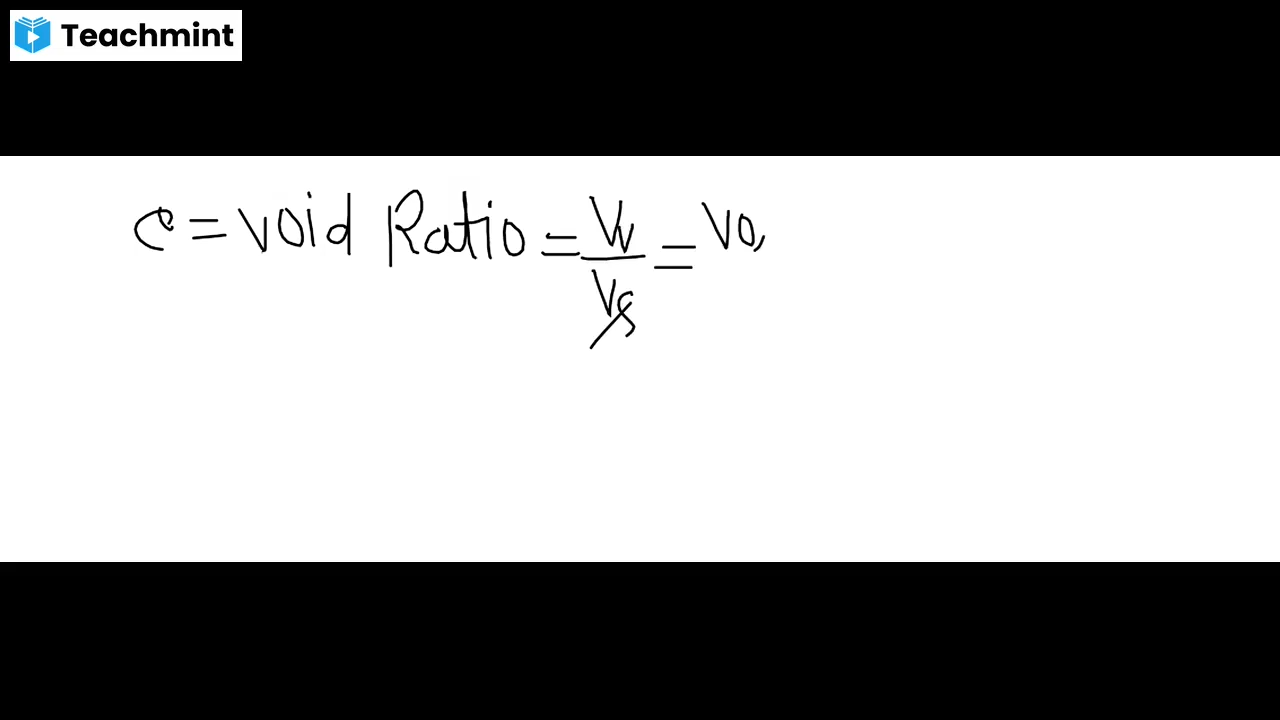 Teachmint
e = void Ratio = Vv/Vs = vo